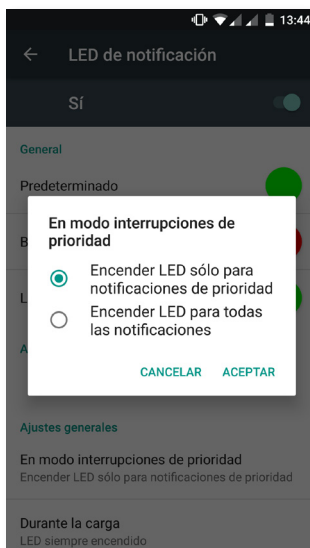 13:44
LED de notificación
Sí
General
Predeterminado
B
En modo interrupciones de
prioridad
Encender LED sólo para
notificaciones de prioridad
L
Encender LED para todas
las notificaciones
A
CANCELAR ACEPTAR
Ajustes generales
En modo interrupciones de prioridad
Encender LED sólo para notificaciones de prioridad
Durante la carga
LED siempre encendido